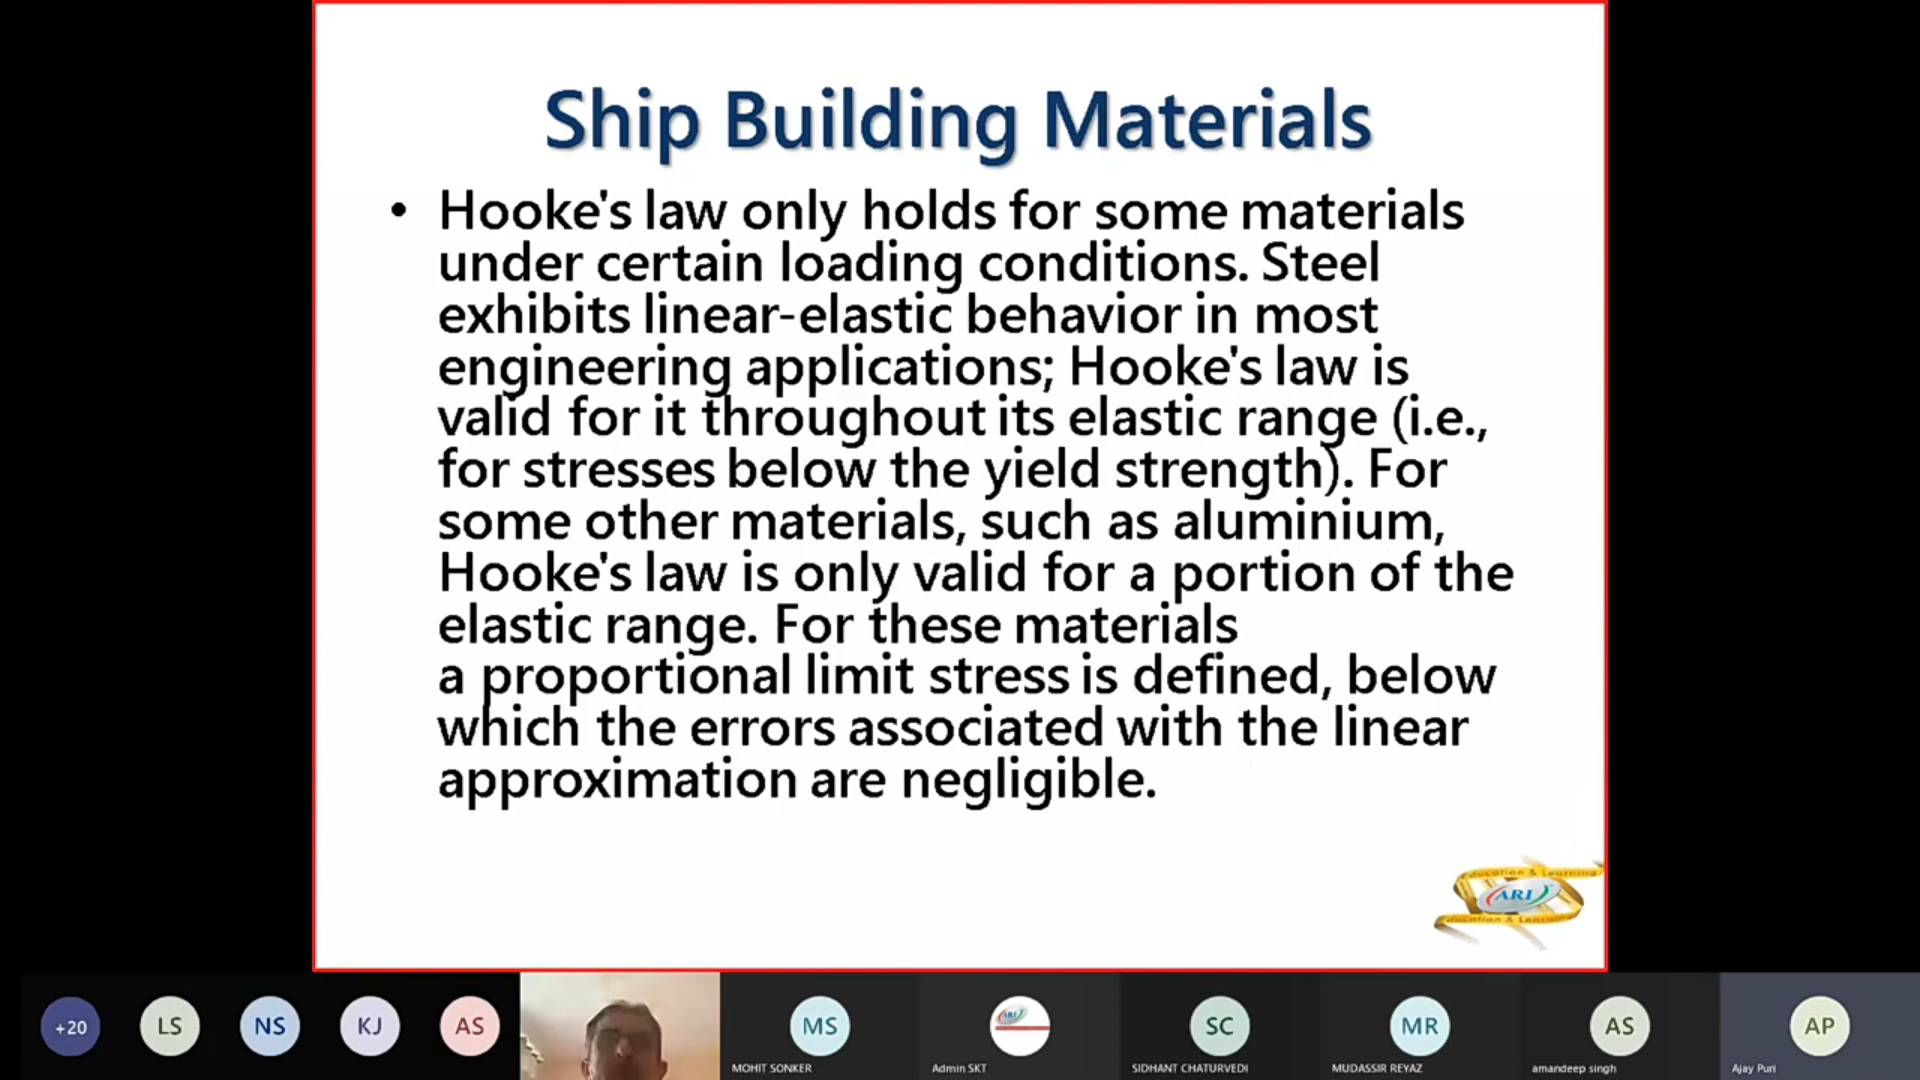 Ship Building Materials
• Hooke's law only holds for some materials
under certain loading conditions. Steel
exhibits linear-elastic behavior in most
engineering applications; Hooke's law is
valid for it throughout its elastic range (i.e.,
for stresses below the yield strength). For
some other materials, such as aluminium,
Hooke's law is only valid for a portion of the
elastic range. For these materials
a proportional limit stress is defined, below
which the errors associated with the linear
approximation are negligible.
Education & Learning
ARI
Education & Learning
+20
LS
NS
KJ
AS
MS
SC
MR
AS
AP
MOHIT SONKER
Admin SKT
SIDHANT CHATURVEDI
MUDASSIR REYAZ
amandeep singh
Ajay Puri